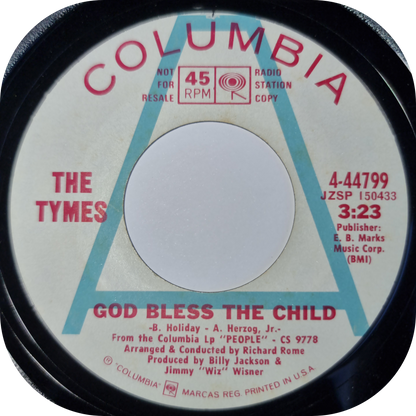 COLUMBIA
NOT
FOR
RESALE
45
RPM
RADIO
STATION
COPY
THE
TYMES
4-44799
JZSP 150433
3:23
Publisher:
E. B. Marks
Music Corp.
(BMI)
A
GOD BLESS THE CHILD
-B. Holiday - A. Herzog, Jr.-
From the Columbia Lp "PEOPLE" - CS 9778
Arranged & Conducted by Richard Rome
Produced by Billy Jackson &
Jimmy "Wiz" Wisner
℗ "COLUMBIA" MARCAS REG. PRINTED IN U.S.A